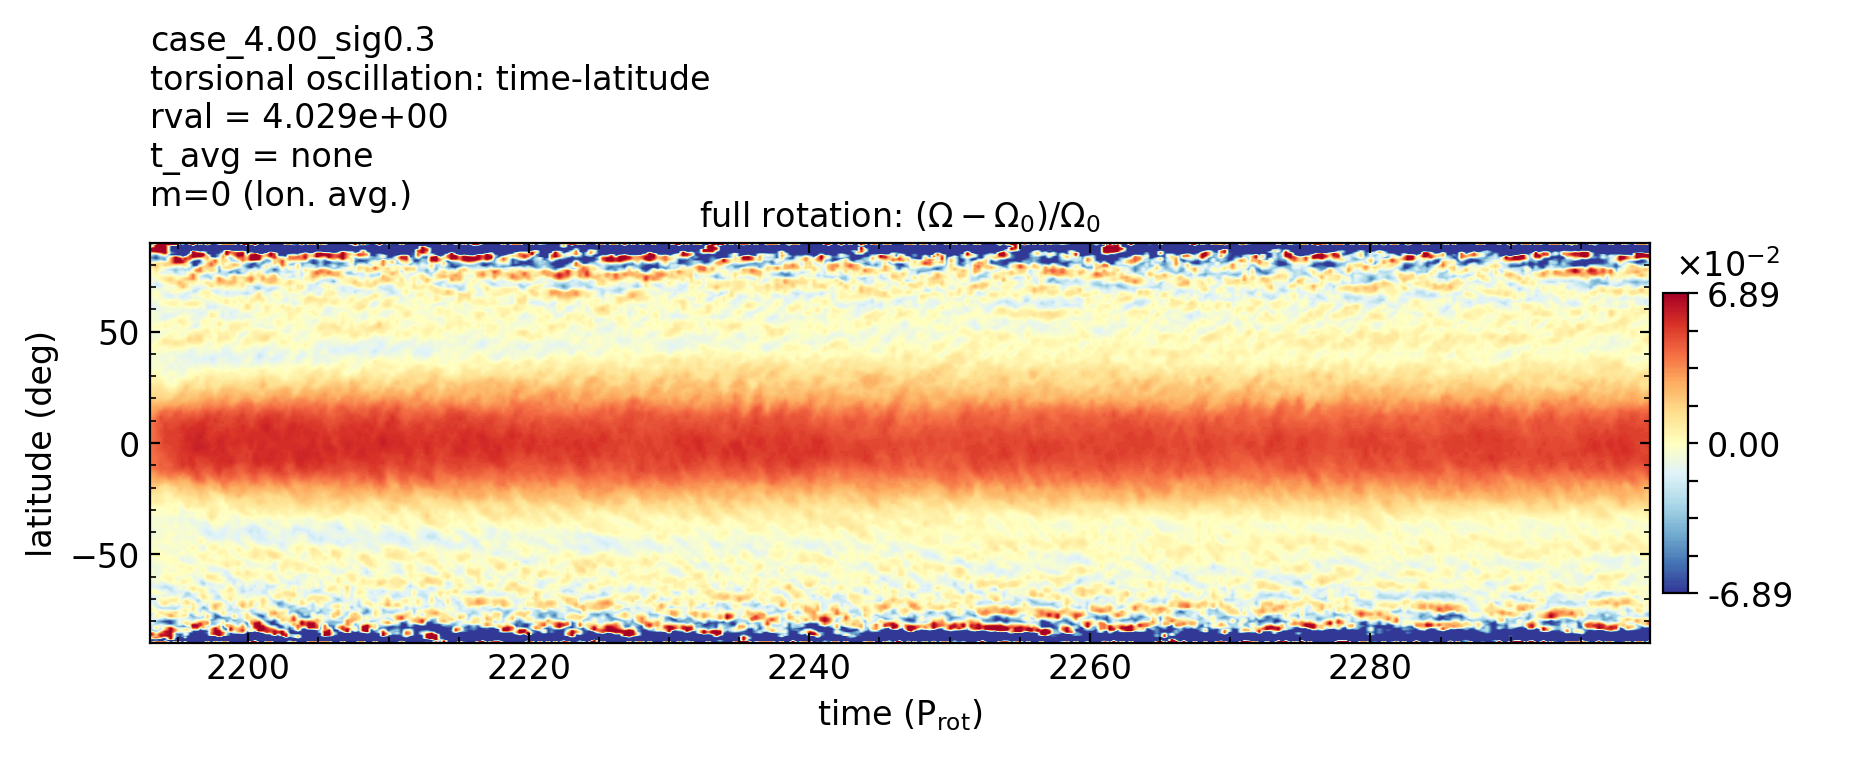 case_4.00_sig0.3
torsional oscillation: time-latitude
rval = 4.029e+00
t_avg = none
m=0 (lon. avg.)
full rotation: (Ω − Ω₀)/Ω₀
×10⁻²
6.89
0.00
-6.89
50
0
−50
latitude (deg)
2200 2220 2240 2260 2280
time (P_rot)